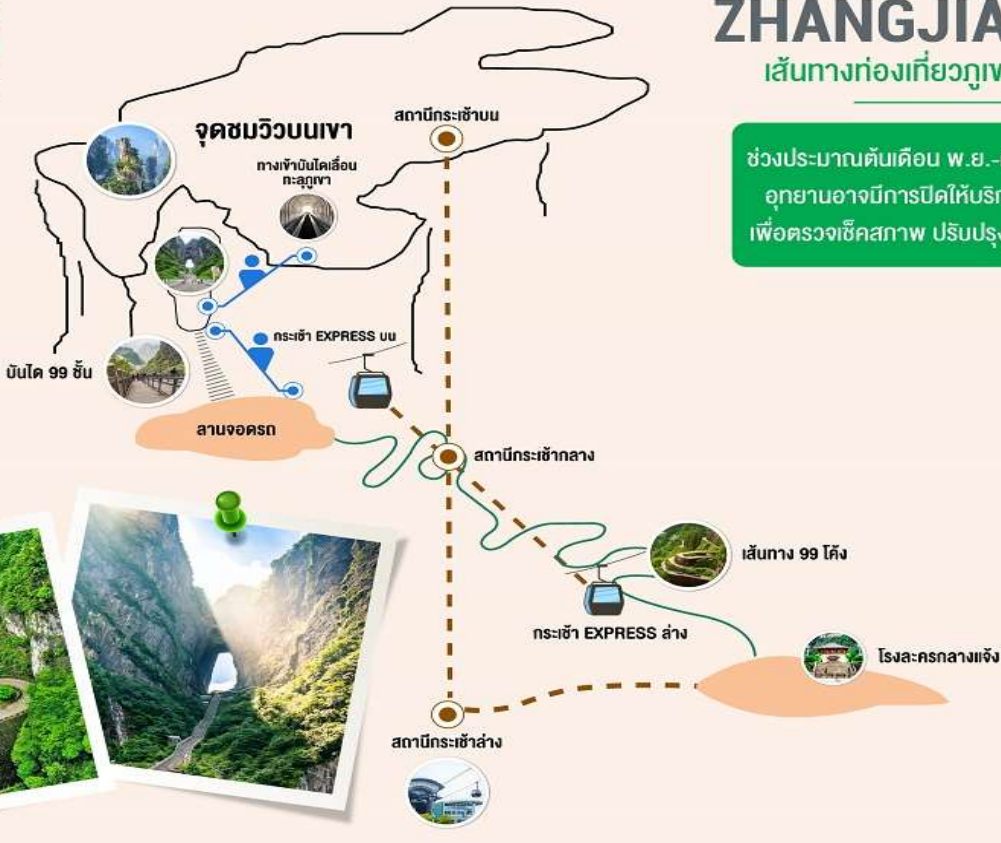 ZHANGJIA
เส้นทางท่องเที่ยวภูเข
ช่วงประมาณต้นเดือน พ.ย.-
อุทยานอาจมีการปิดให้บริก
เพื่อตรวจเช็คสภาพ ปรับปรุง
สถานีกระเช้าบน
จุดชมวิวบนเขา
ทางเข้าบันไดเลื่อน
ทะลุภูเขา
กระเช้า EXPRESS บน
บันได 99 ขั้น
ลานจอดรถ
สถานีกระเช้ากลาง
เส้นทาง 99 โค้ง
กระเช้า EXPRESS ล่าง
โรงละครกลางแจ้ง
สถานีกระเช้าล่าง